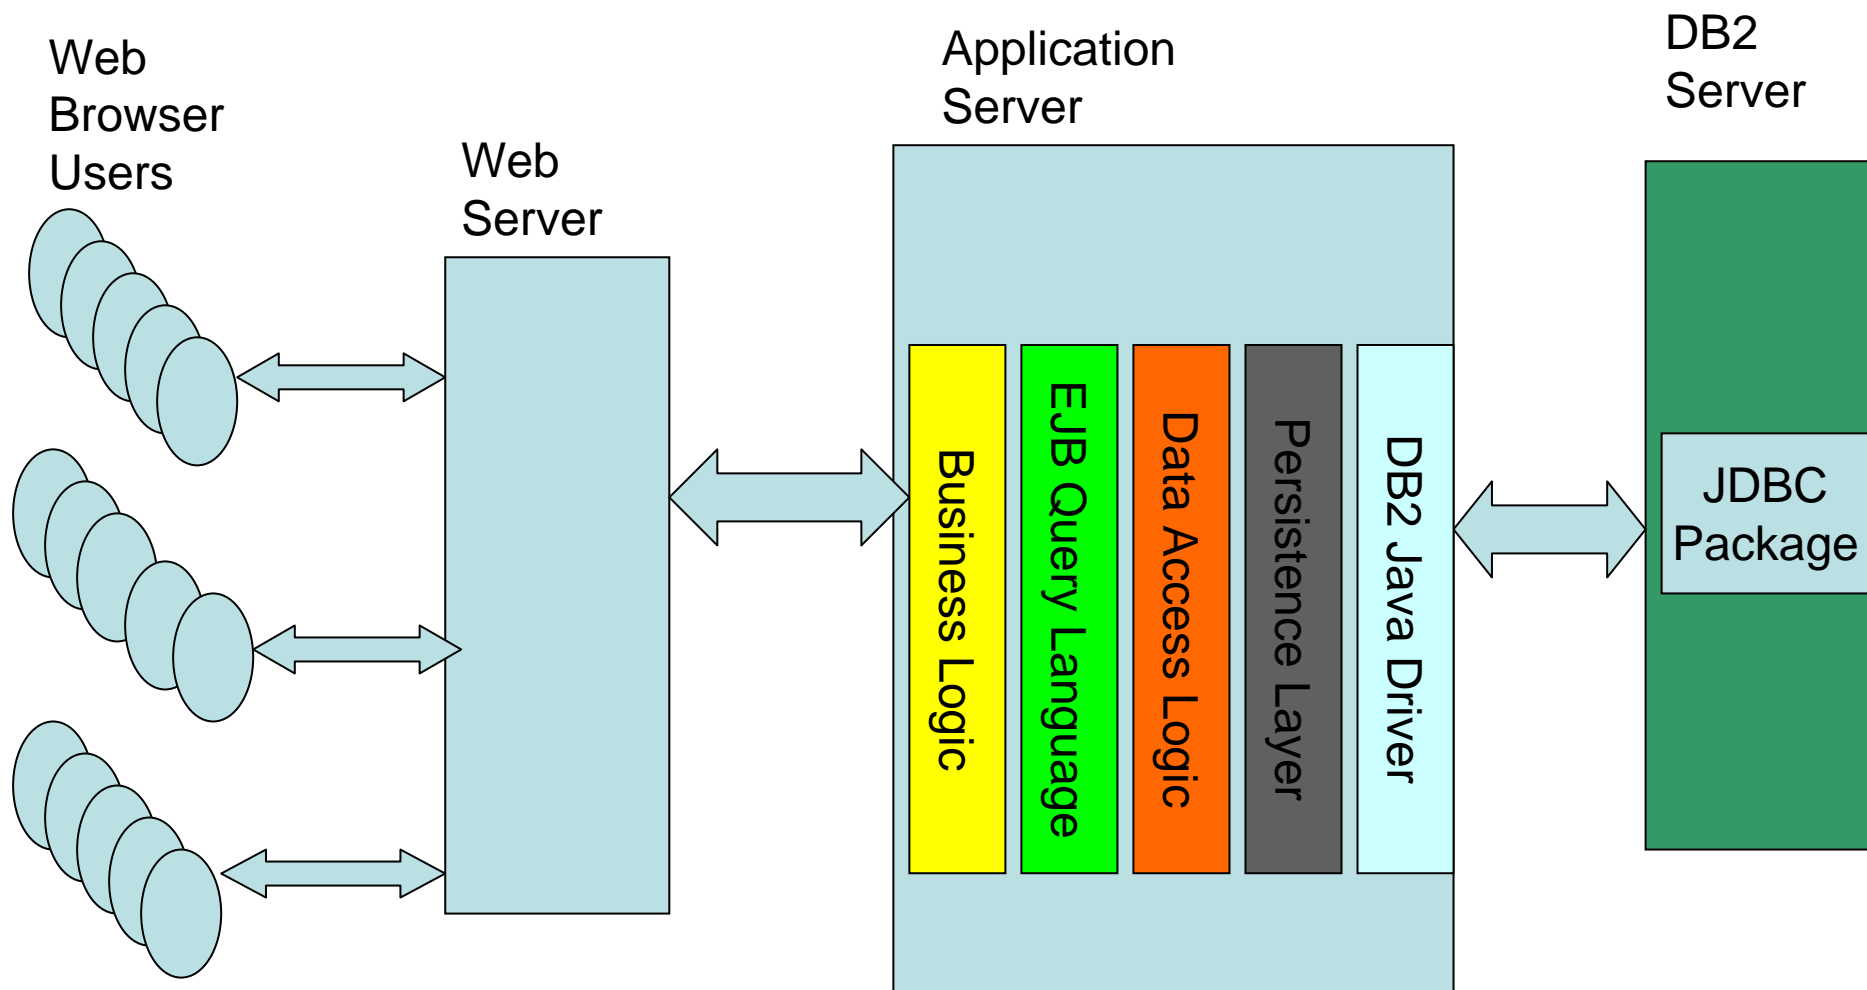 Web
Browser
Users
Web
Server
Application
Server
DB2
Server
Business Logic
EJB Query Language
Data Access Logic
Persistence Layer
DB2 Java Driver
JDBC
Package